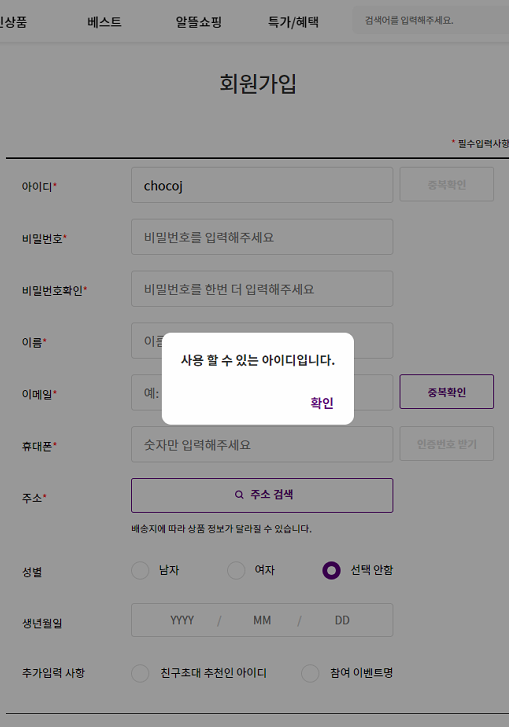 신상품 베스트 알뜰쇼핑 특가/혜택 검색어를 입력해주세요.
회원가입
* 필수입력사항
아이디* chocoj 중복확인
비밀번호* 비밀번호를 입력해주세요
비밀번호확인* 비밀번호를 한번 더 입력해주세요
이름*
사용 할 수 있는 아이디입니다.
이메일* 예: 중복확인
확인
휴대폰* 숫자만 입력해주세요 인증번호 받기
주소* 주소 검색
배송지에 따라 상품 정보가 달라질 수 있습니다.
성별 남자 여자 선택 안함
생년월일 YYYY / MM / DD
추가입력 사항 친구초대 추천인 아이디 참여 이벤트명